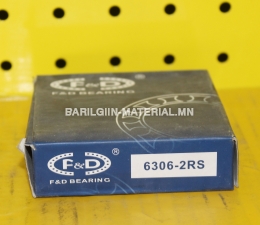 F&D
F&D BEARING
BARILGIIN-MATERIAL.MN
F&D
F&D BEARING
6306-2RS